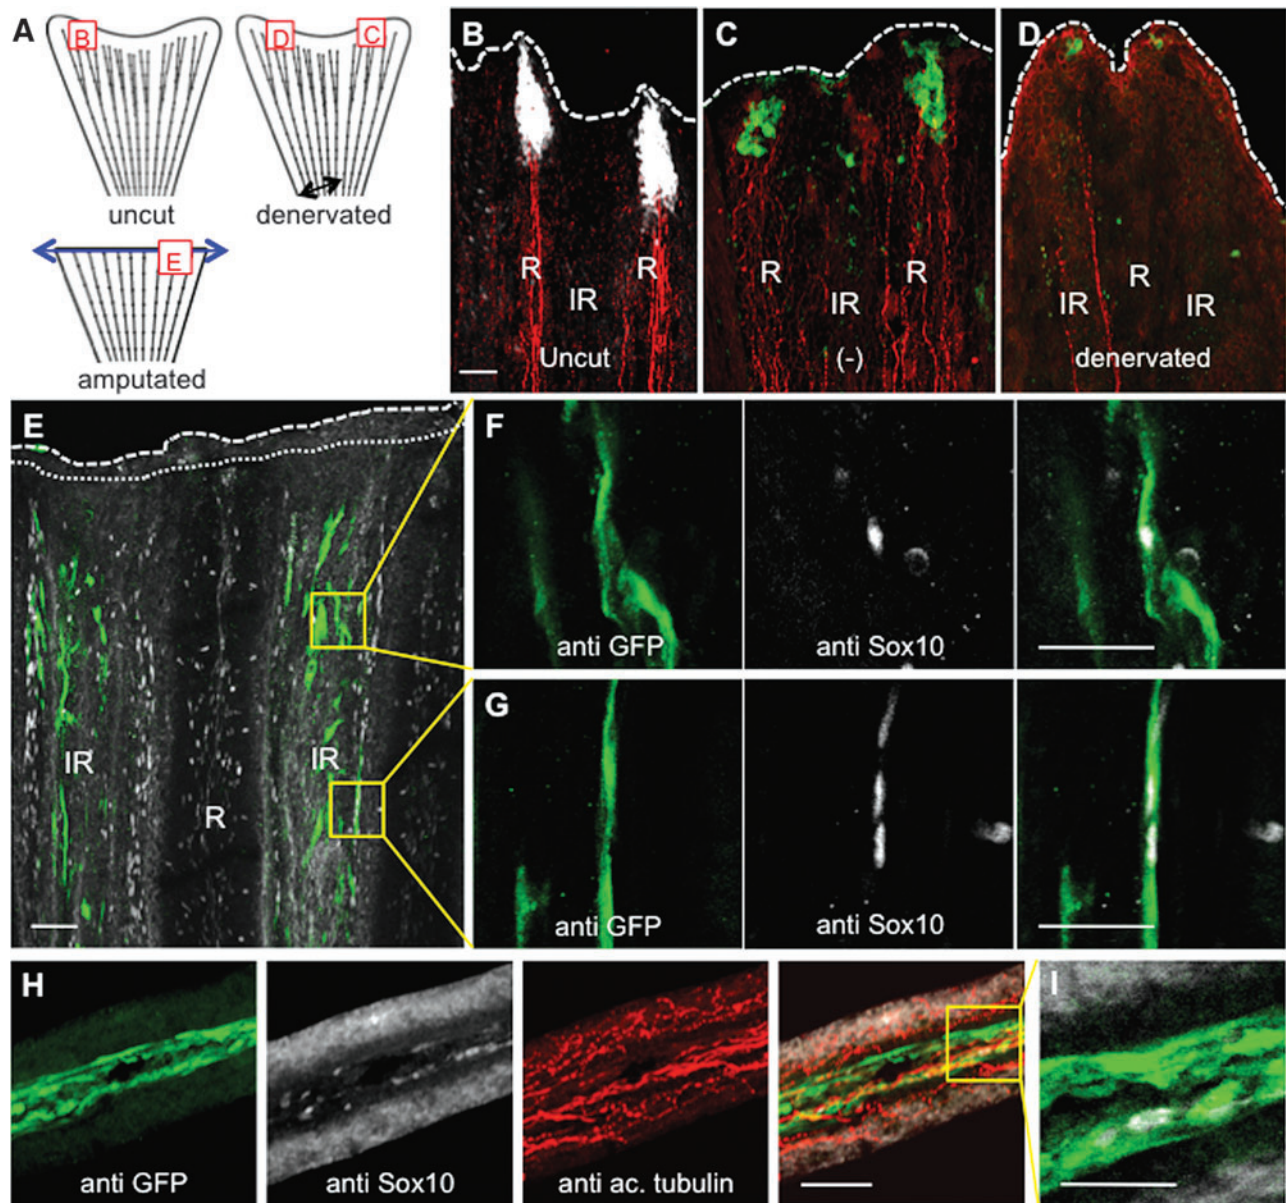 A
B
D
C
uncut
denervated
E
amputated
B
R
IR
R
Uncut
C
R
IR
R
(-)
D
IR
R
IR
denervated
E
IR
R
IR
F
anti GFP
anti Sox10
G
anti GFP
anti Sox10
H
anti GFP
anti Sox10
anti ac. tubulin
I